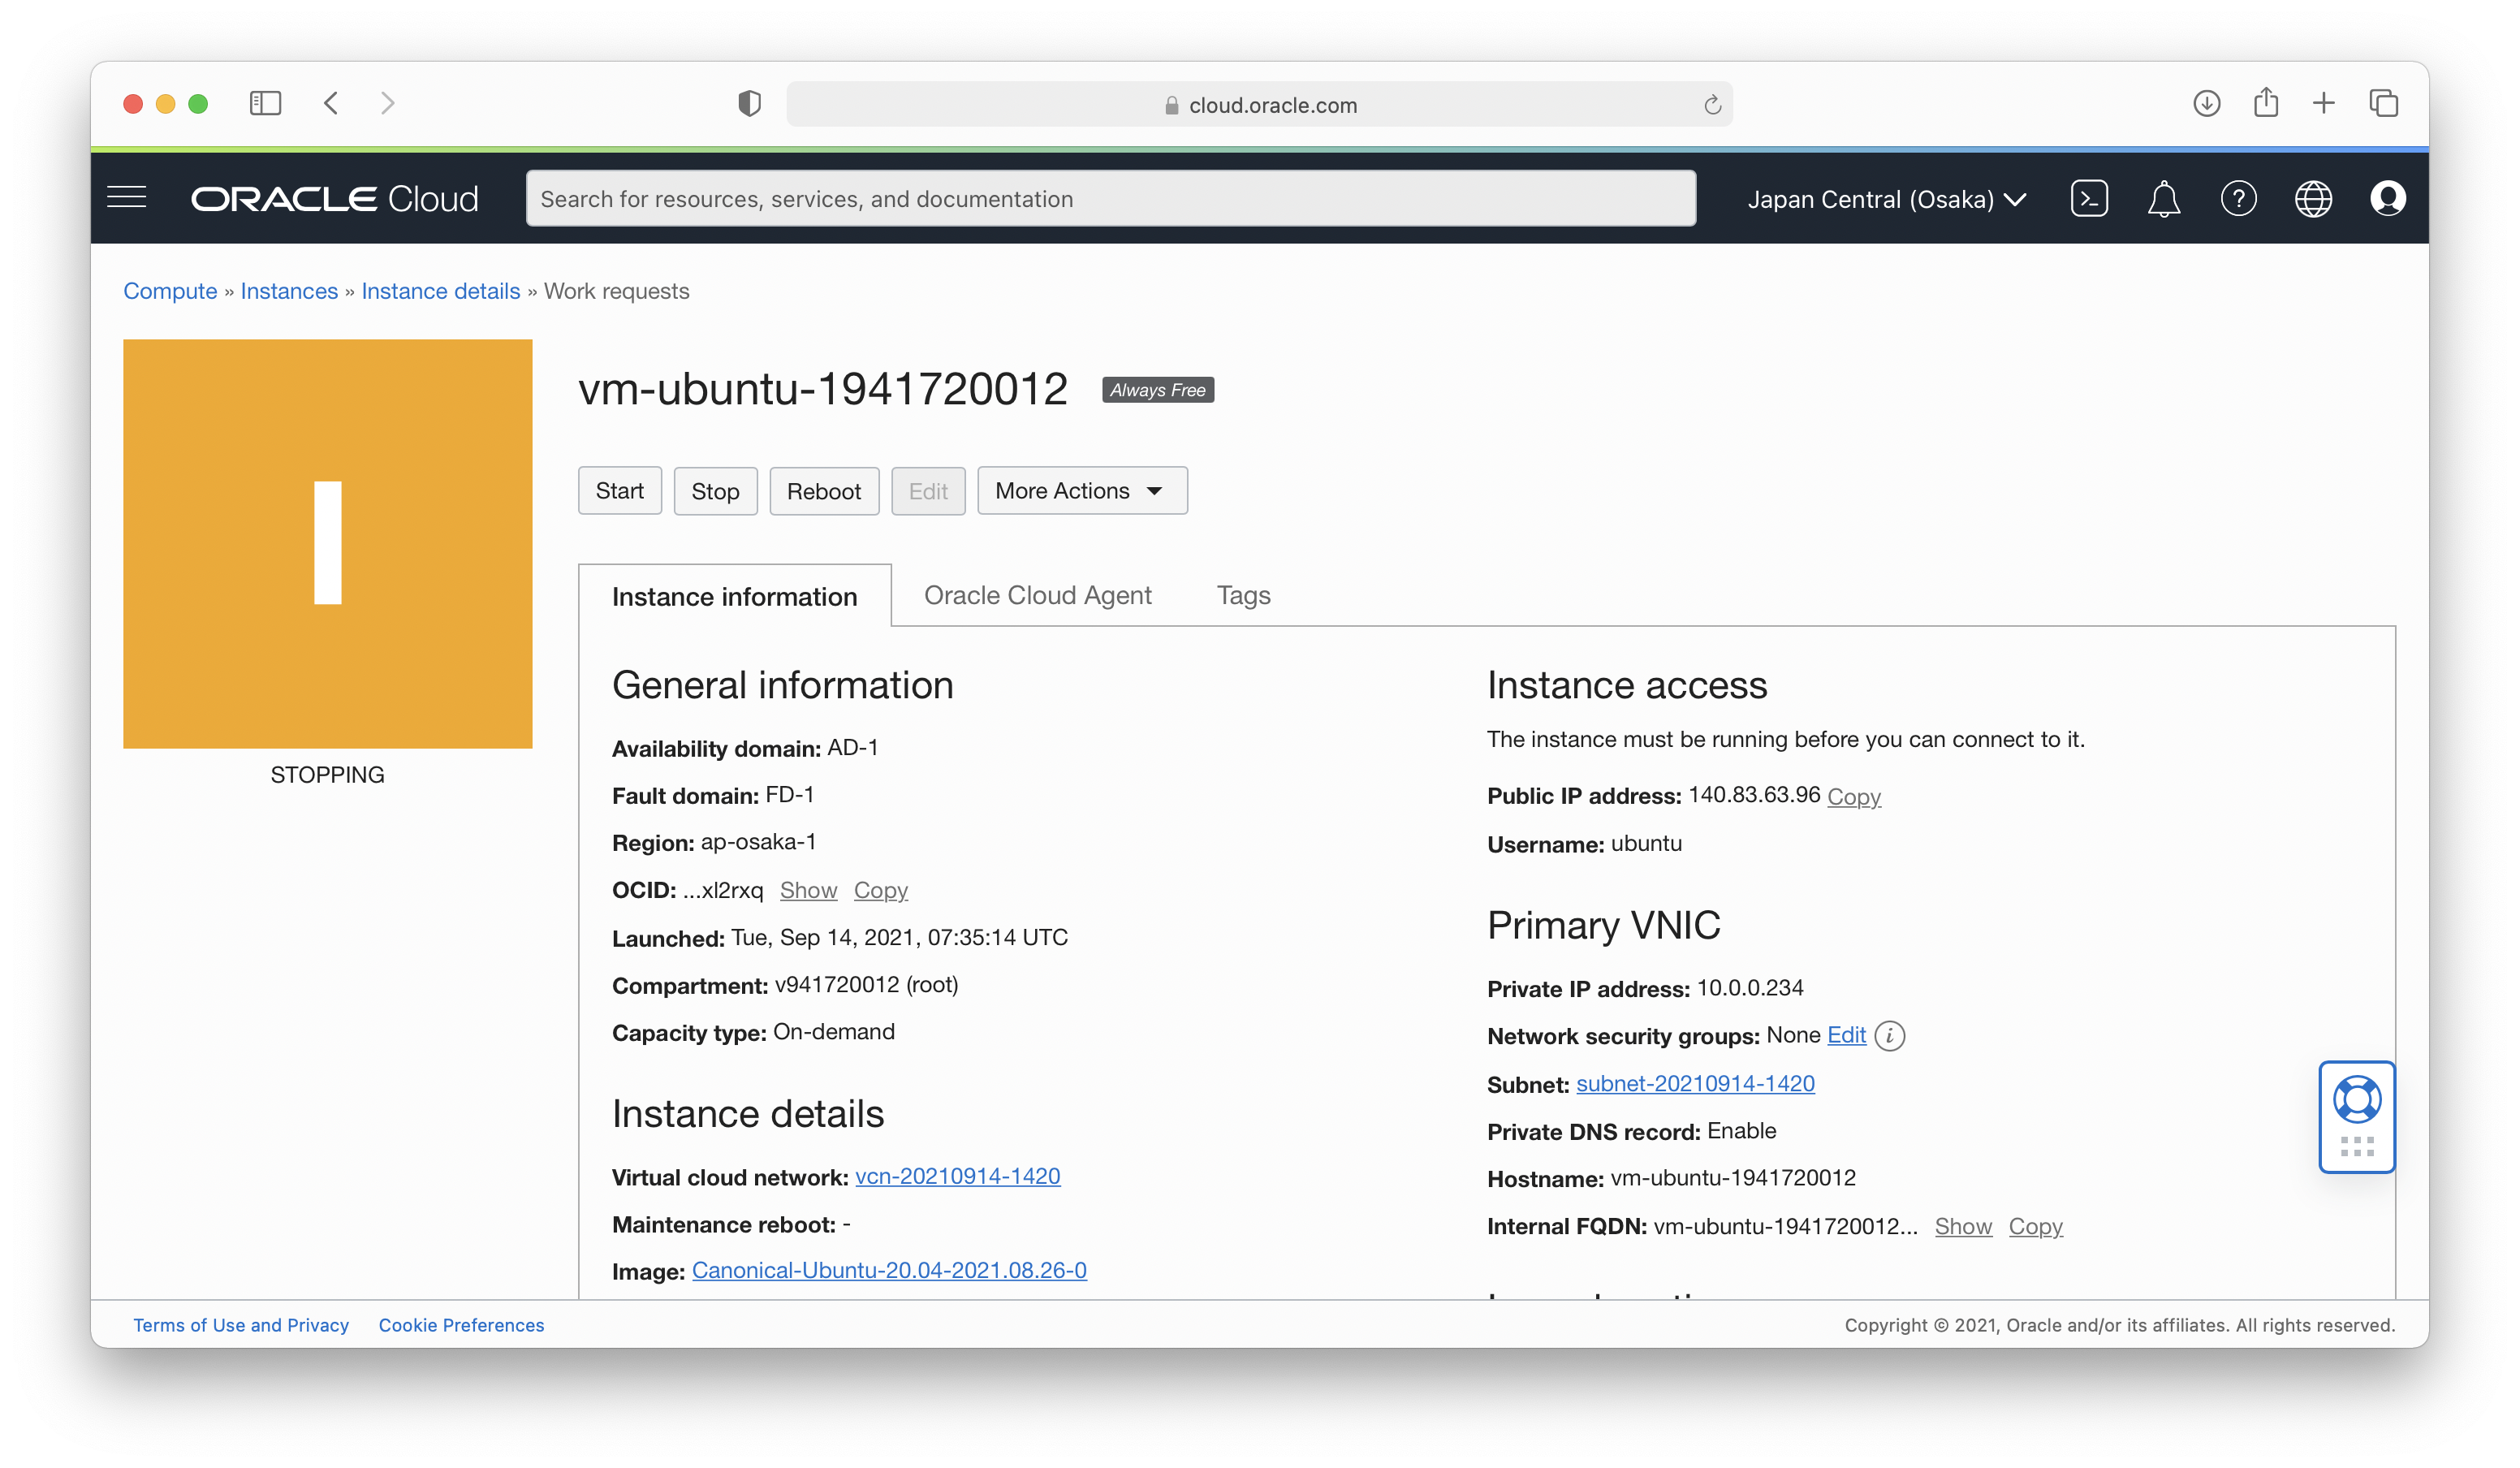 cloud.oracle.com
ORACLE Cloud
Search for resources, services, and documentation
Japan Central (Osaka)
Compute » Instances » Instance details » Work requests
I
STOPPING
vm-ubuntu-1941720012 Always Free
Start Stop Reboot Edit More Actions
Instance information Oracle Cloud Agent Tags
General information
Availability domain: AD-1
Fault domain: FD-1
Region: ap-osaka-1
OCID: ...xl2rxq Show Copy
Launched: Tue, Sep 14, 2021, 07:35:14 UTC
Compartment: v941720012 (root)
Capacity type: On-demand
Instance details
Virtual cloud network: vcn-20210914-1420
Maintenance reboot: -
Image: Canonical-Ubuntu-20.04-2021.08.26-0
Instance access
The instance must be running before you can connect to it.
Public IP address: 140.83.63.96 Copy
Username: ubuntu
Primary VNIC
Private IP address: 10.0.0.234
Network security groups: None Edit i
Subnet: subnet-20210914-1420
Private DNS record: Enable
Hostname: vm-ubuntu-1941720012
Internal FQDN: vm-ubuntu-1941720012... Show Copy
Terms of Use and Privacy Cookie Preferences
Copyright © 2021, Oracle and/or its affiliates. All rights reserved.